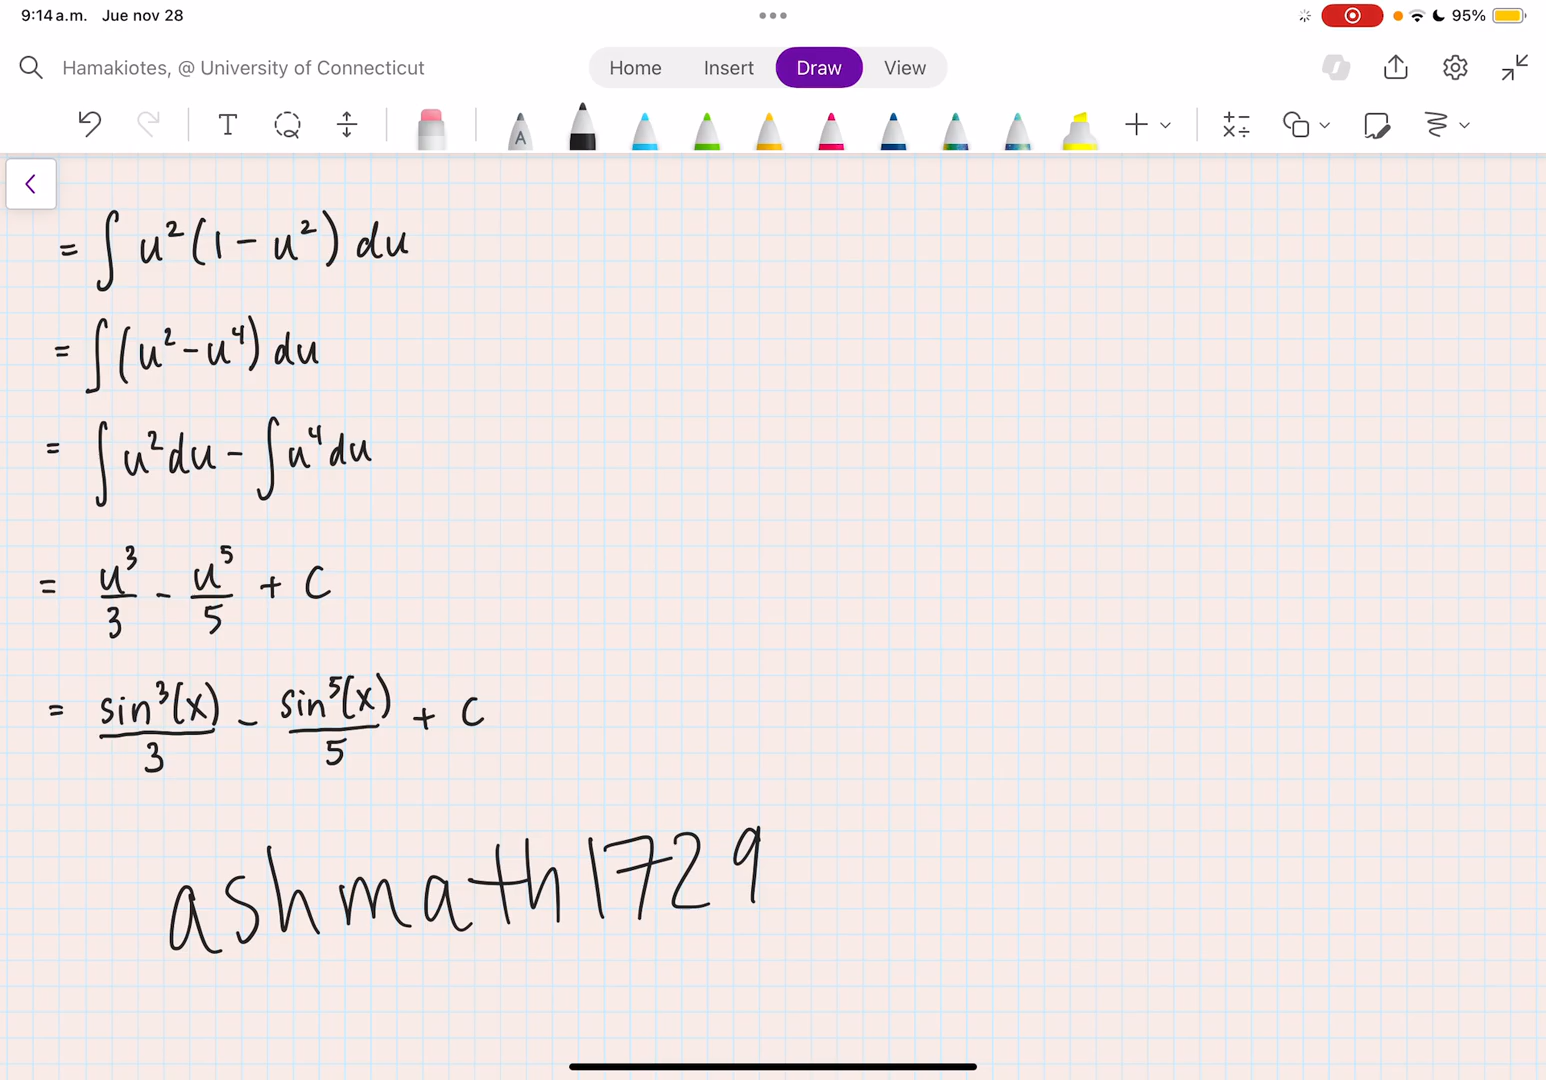 9:14 a.m. Jue nov 28 95%
Hamakiotes, @ University of Connecticut Home Insert Draw View
T A
= ∫ u²(1 - u²) du
= ∫ (u² - u⁴) du
= ∫ u² du - ∫ u⁴ du
= u³/3 - u⁵/5 + C
= sin³(x)/3 - sin⁵(x)/5 + C
ashmath1729